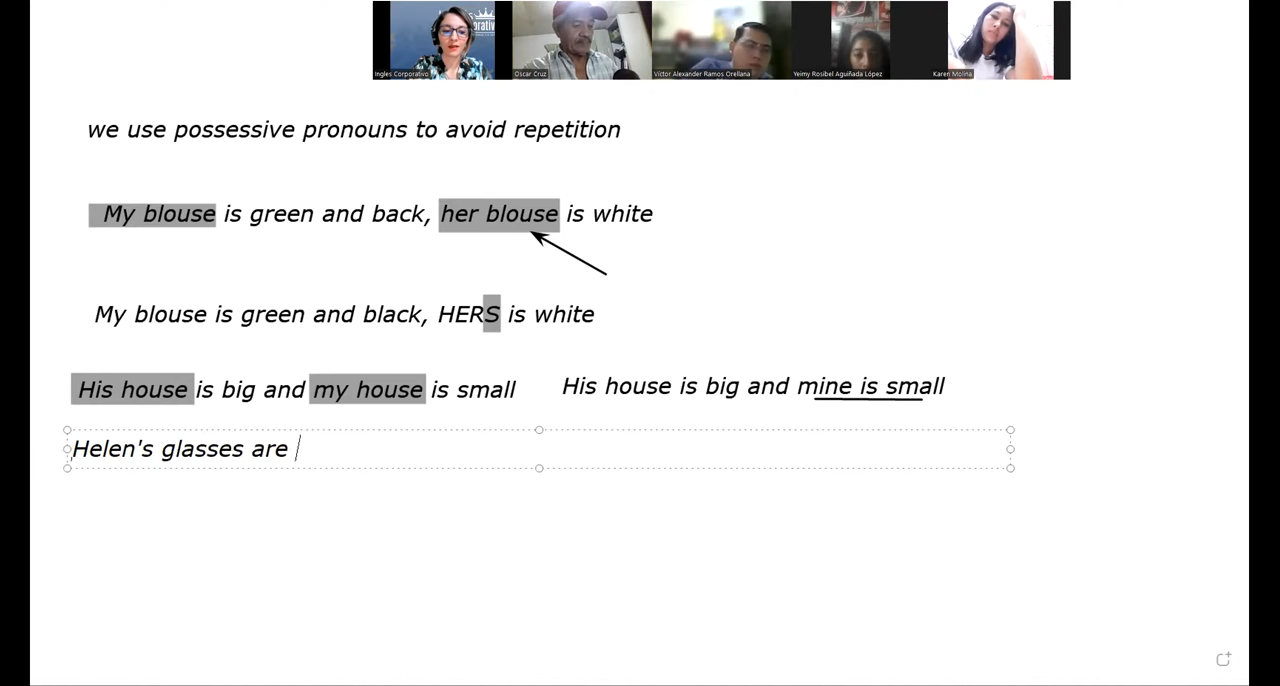 Ingles Corporativo
Oscar Cruz
Víctor Alexander Ramos Orellana
Yeimy Rosibel Aguiñada López
Karen Molina
we use possessive pronouns to avoid repetition
My blouse is green and back, her blouse is white
My blouse is green and black, HERS is white
His house is big and my house is small
His house is big and mine is small
Helen's glasses are